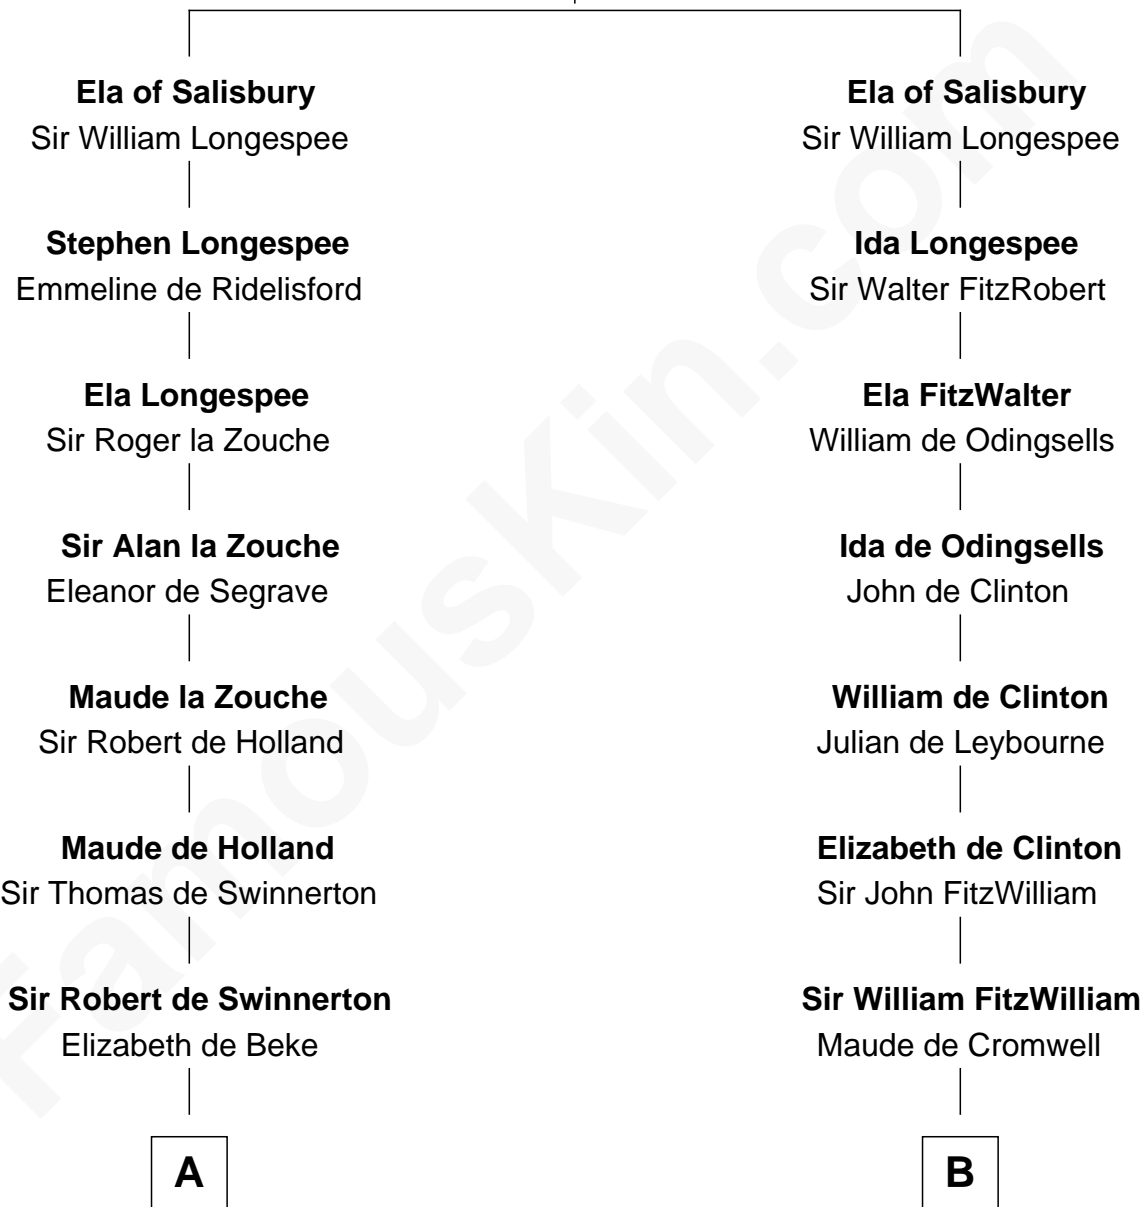 Ela of Salisbury
Sir William Longespee
Stephen Longespee
Emmeline de Ridelisford
Ela Longespee
Sir Roger la Zouche
Sir Alan la Zouche
Eleanor de Segrave
Maude la Zouche
Sir Robert de Holland
Maude de Holland
Sir Thomas de Swinnerton
Sir Robert de Swinnerton
Elizabeth de Beke
A
Ela of Salisbury
Sir William Longespee
Ida Longespee
Sir Walter FitzRobert
Ela FitzWalter
William de Odingsells
Ida de Odingsells
John de Clinton
William de Clinton
Julian de Leybourne
Elizabeth de Clinton
Sir John FitzWilliam
Sir William FitzWilliam
Maude de Cromwell
B
FamousKin.com